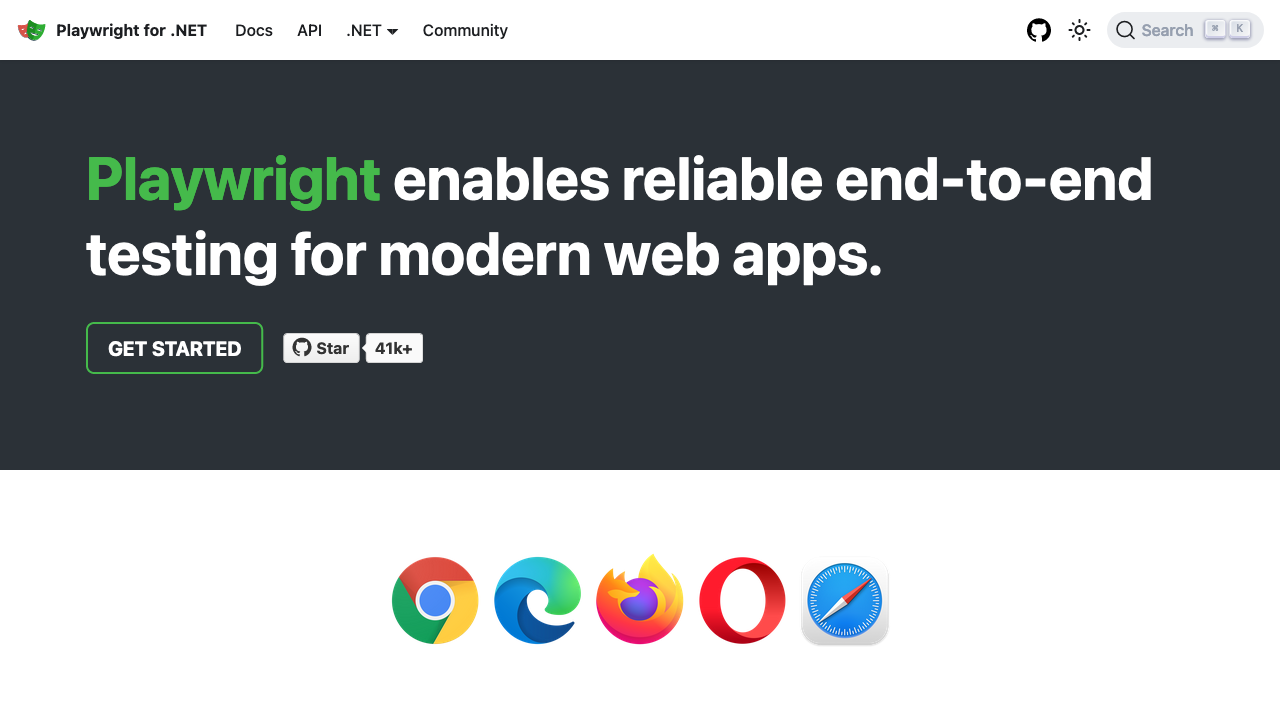 Playwright for .NET Docs API .NET Community Search ⌘ K
Playwright enables reliable end-to-end
testing for modern web apps.
GET STARTED Star 41k+